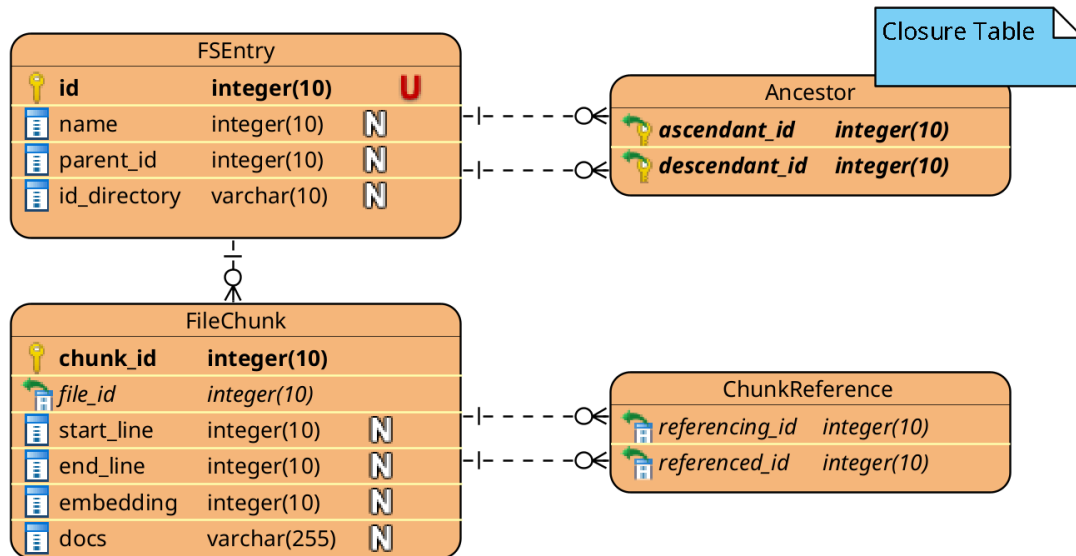 Closure Table
FSEntry
id integer(10) U
name integer(10) N
parent_id integer(10) N
id_directory varchar(10) N
Ancestor
ascendant_id integer(10)
descendant_id integer(10)
FileChunk
chunk_id integer(10)
file_id integer(10)
start_line integer(10) N
end_line integer(10) N
embedding integer(10) N
docs varchar(255) N
ChunkReference
referencing_id integer(10)
referenced_id integer(10)